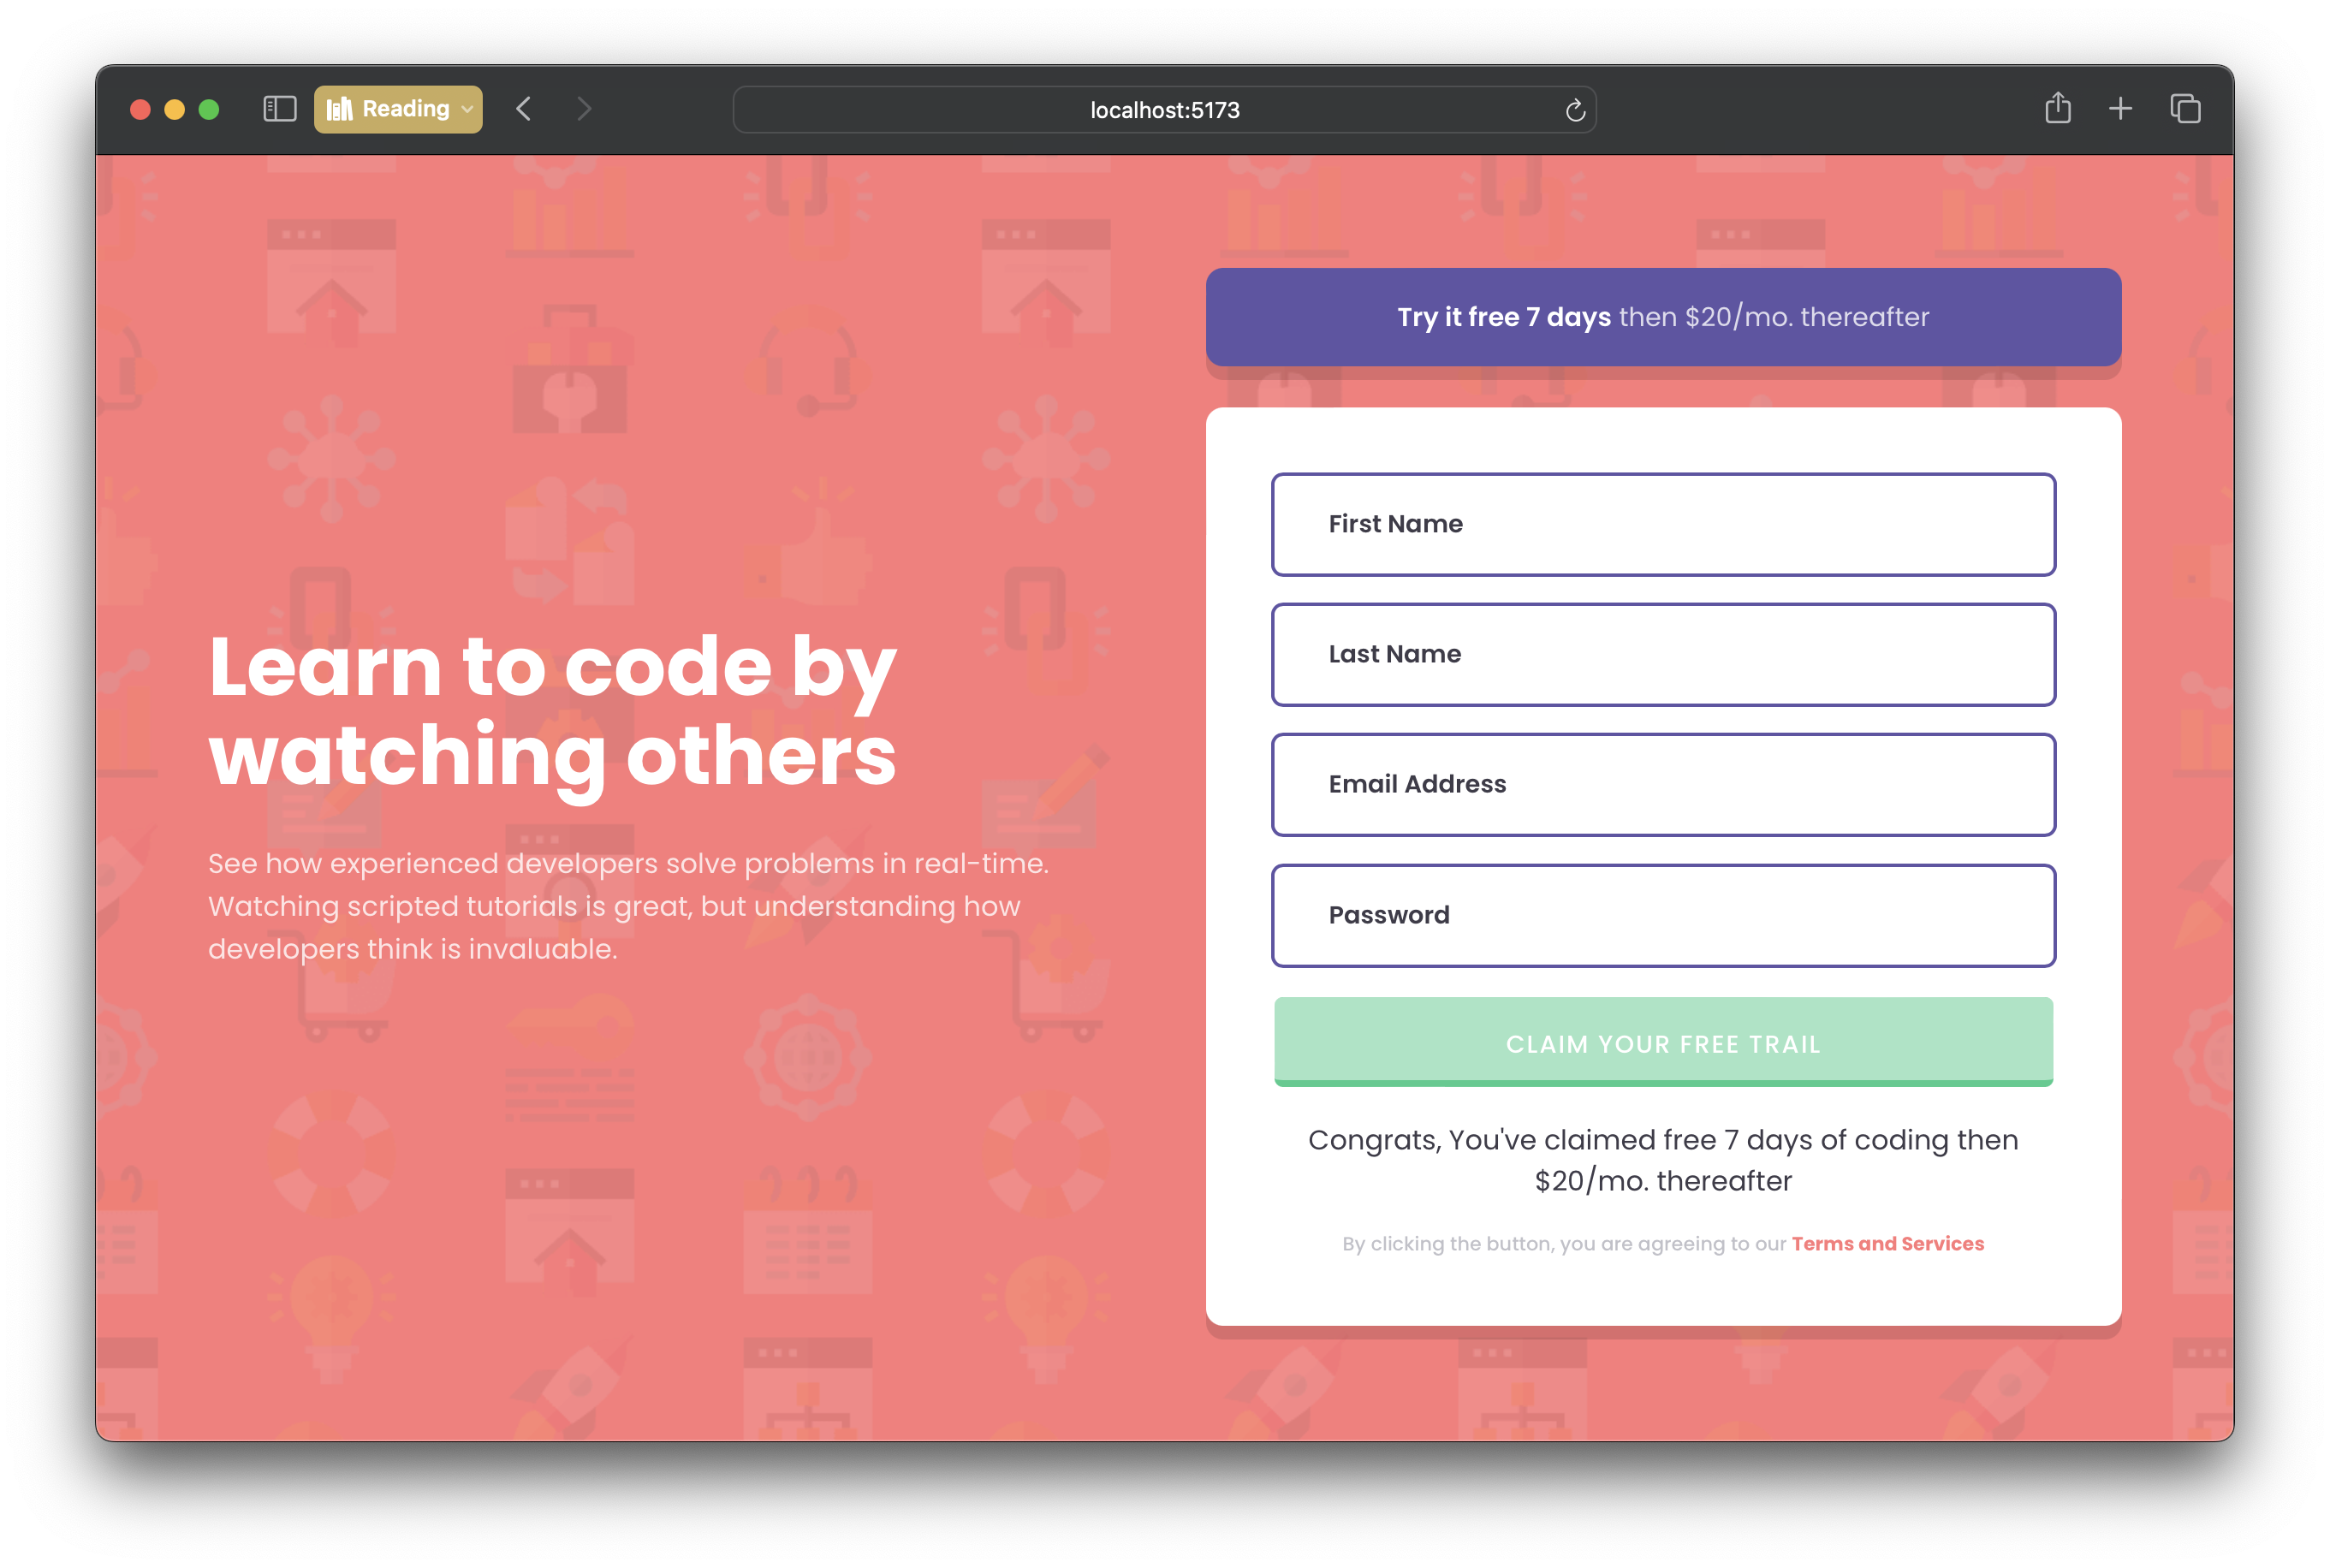 Reading
localhost:5173
Learn to code by
watching others
See how experienced developers solve problems in real-time.
Watching scripted tutorials is great, but understanding how
developers think is invaluable.
Try it free 7 days then $20/mo. thereafter
First Name
Last Name
Email Address
Password
CLAIM YOUR FREE TRAIL
Congrats, You've claimed free 7 days of coding then
$20/mo. thereafter
By clicking the button, you are agreeing to our Terms and Services